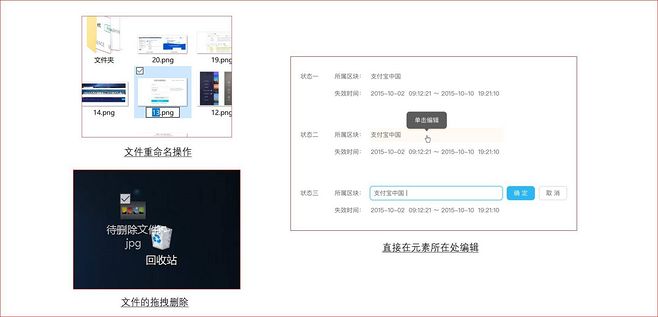 文件夹
20.png
19.pn
14.png
13.png
12.pn
文件重命名操作
待删除文件
jpg
回收站
文件的拖拽删除
状态一
所属区块：
支付宝中国
失效时间：
2015-10-02 09:12:21 ~ 2015-10-10 19:21:10
单击编辑
状态二
所属区块：
支付宝中国
失效时间：
2015-10-02 09:12:21 ~ 2015-10-10 19:21:10
状态三
所属区块：
支付宝中国
确 定
取 消
失效时间：
2015-10-02 09:12:21 ~ 2015-10-10 19:21:10
直接在元素所在处编辑